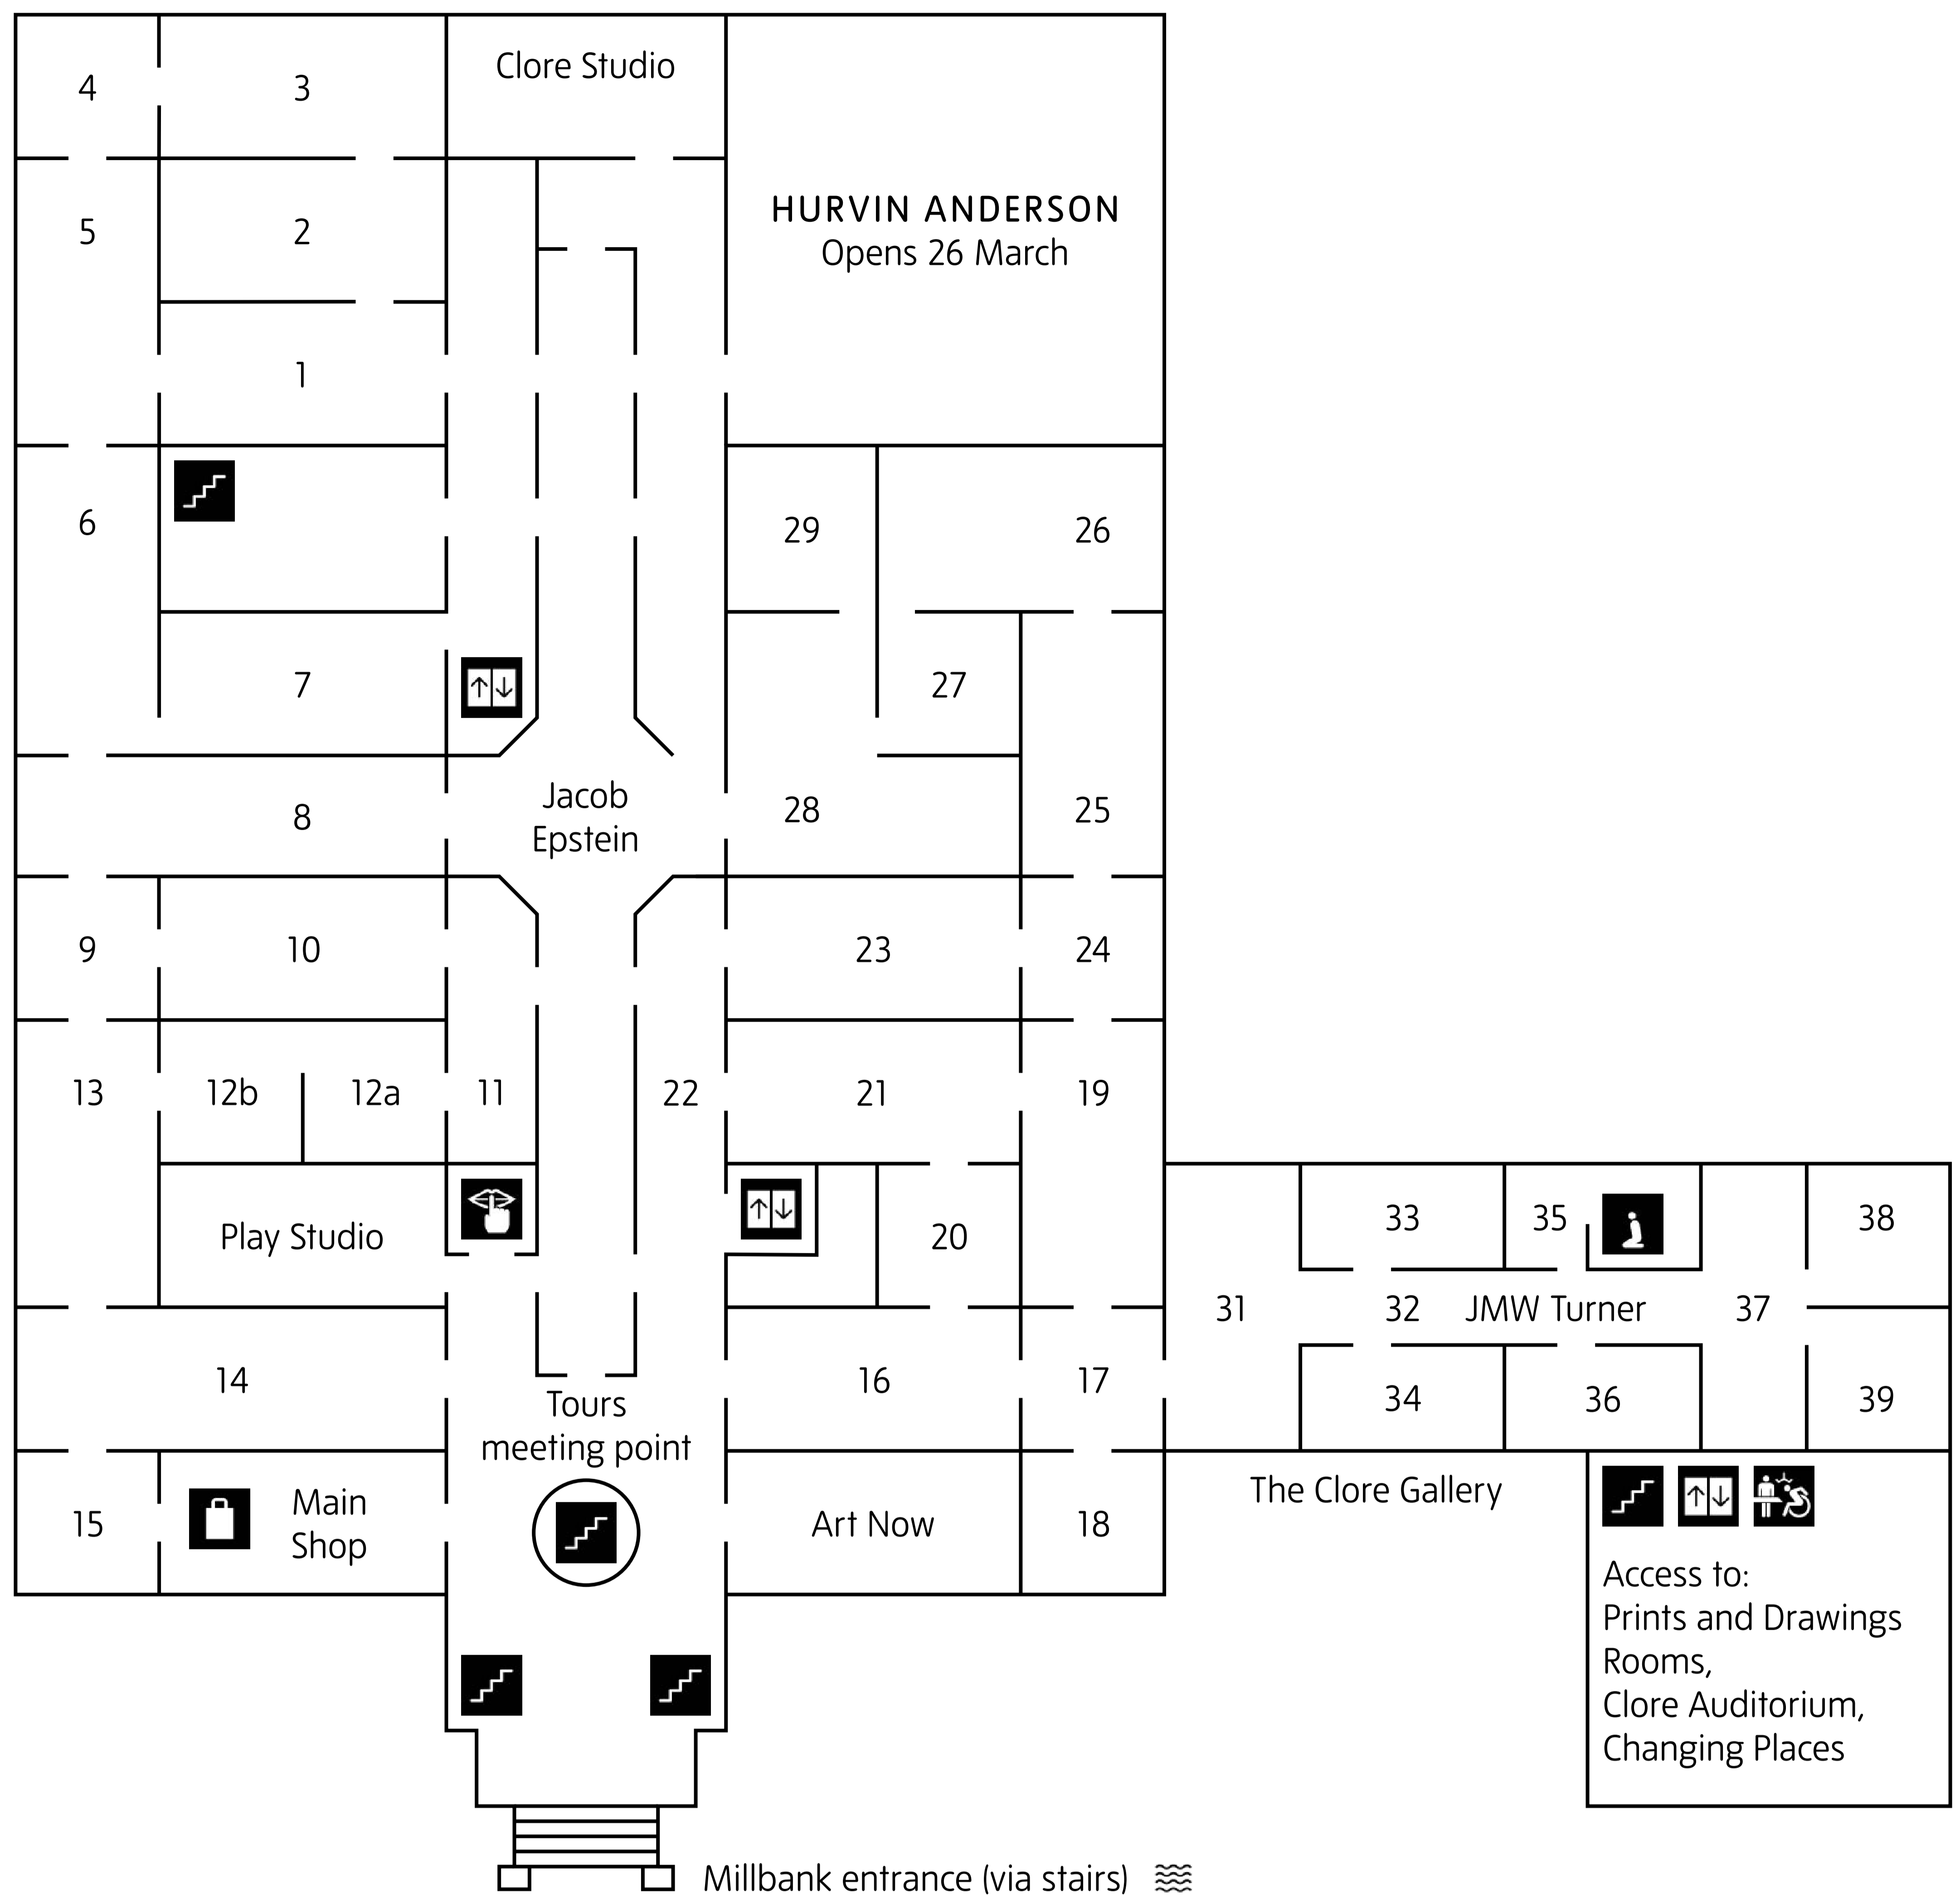 Clore Studio
4
3
HURVIN ANDERSON
Opens 26 March
5
2
1
6
29
26
7
27
Jacob
Epstein
8
28
25
9
10
23
24
13
12b
12a
11
22
21
19
Play Studio
20
33
35
38
31
32
JMW Turner
37
14
16
17
34
36
39
Tours
meeting point
15
Main
Shop
Art Now
18
The Clore Gallery
Access to:
Prints and Drawings
Rooms,
Clore Auditorium,
Changing Places
Millbank entrance (via stairs)